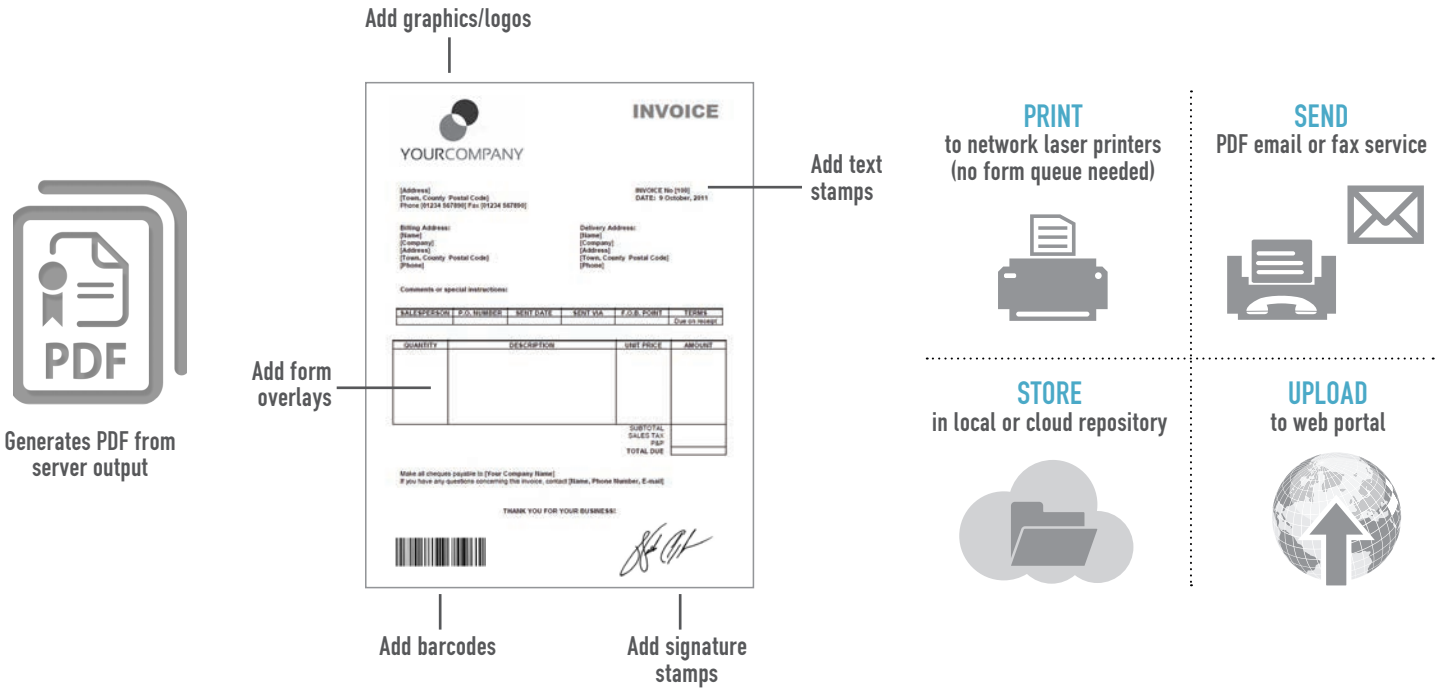 Add graphics/logos
PDF
Generates PDF from
server output
YOURCOMPANY
INVOICE
[Address]
[Town, County Postal Code]
Phone [01234 567890] Fax [01234 567890]
INVOICE No [100]
DATE: 9 October, 2011
Add text
stamps
Billing Address:
[Name]
[Company]
[Address]
[Town, County Postal Code]
[Phone]
Delivery Address:
[Name]
[Company]
[Address]
[Town, County Postal Code]
[Phone]
Comments or special instructions:
SALESPERSON P.O. NUMBER SENT DATE SENT VIA F.O.B. POINT TERMS
Due on receipt
QUANTITY DESCRIPTION UNIT PRICE AMOUNT
Add form
overlays
SUBTOTAL
SALES TAX
P&P
TOTAL DUE
Make all cheques payable to [Your Company Name]
If you have any questions concerning this invoice, contact [Name, Phone Number, E-mail]
THANK YOU FOR YOUR BUSINESS!
Add barcodes
Add signature
stamps
PRINT
to network laser printers
(no form queue needed)
SEND
PDF email or fax service
STORE
in local or cloud repository
UPLOAD
to web portal